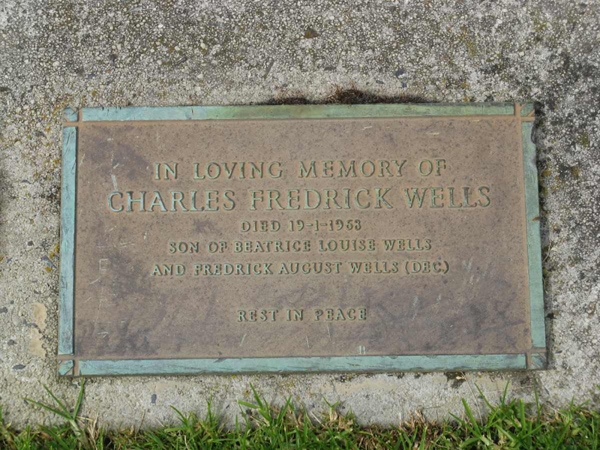 IN LOVING MEMORY OF
CHARLES FREDRICK WELLS
DIED 19-1-1968
SON OF BEATRICE LOUISE WELLS
AND FREDRICK AUGUST WELLS (DEC.)
REST IN PEACE